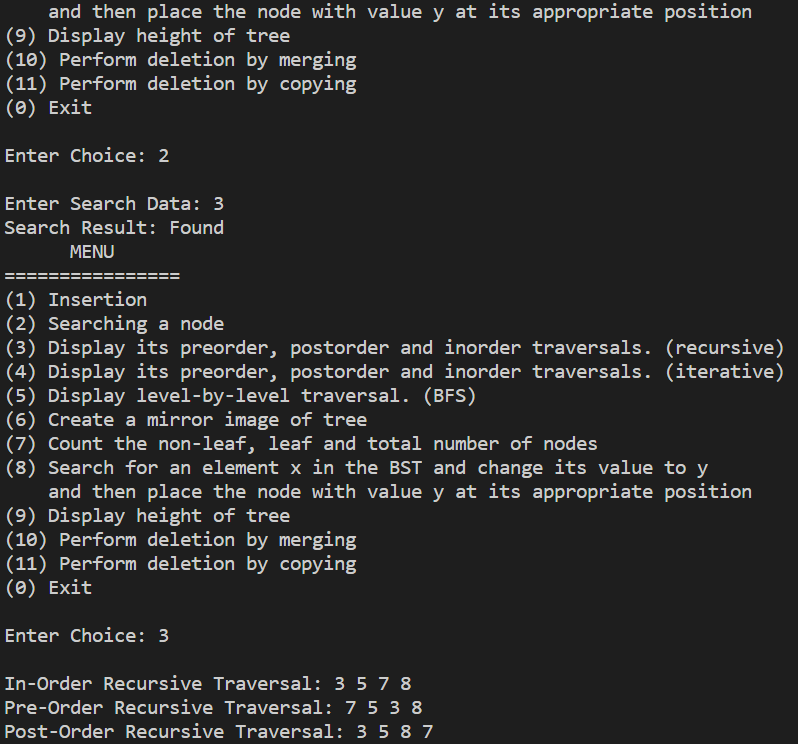 and then place the node with value y at its appropriate position
(9) Display height of tree
(10) Perform deletion by merging
(11) Perform deletion by copying
(0) Exit

Enter Choice: 2

Enter Search Data: 3
Search Result: Found
      MENU
================
(1) Insertion
(2) Searching a node
(3) Display its preorder, postorder and inorder traversals. (recursive)
(4) Display its preorder, postorder and inorder traversals. (iterative)
(5) Display level-by-level traversal. (BFS)
(6) Create a mirror image of tree
(7) Count the non-leaf, leaf and total number of nodes
(8) Search for an element x in the BST and change its value to y
    and then place the node with value y at its appropriate position
(9) Display height of tree
(10) Perform deletion by merging
(11) Perform deletion by copying
(0) Exit

Enter Choice: 3

In-Order Recursive Traversal: 3 5 7 8
Pre-Order Recursive Traversal: 7 5 3 8
Post-Order Recursive Traversal: 3 5 8 7